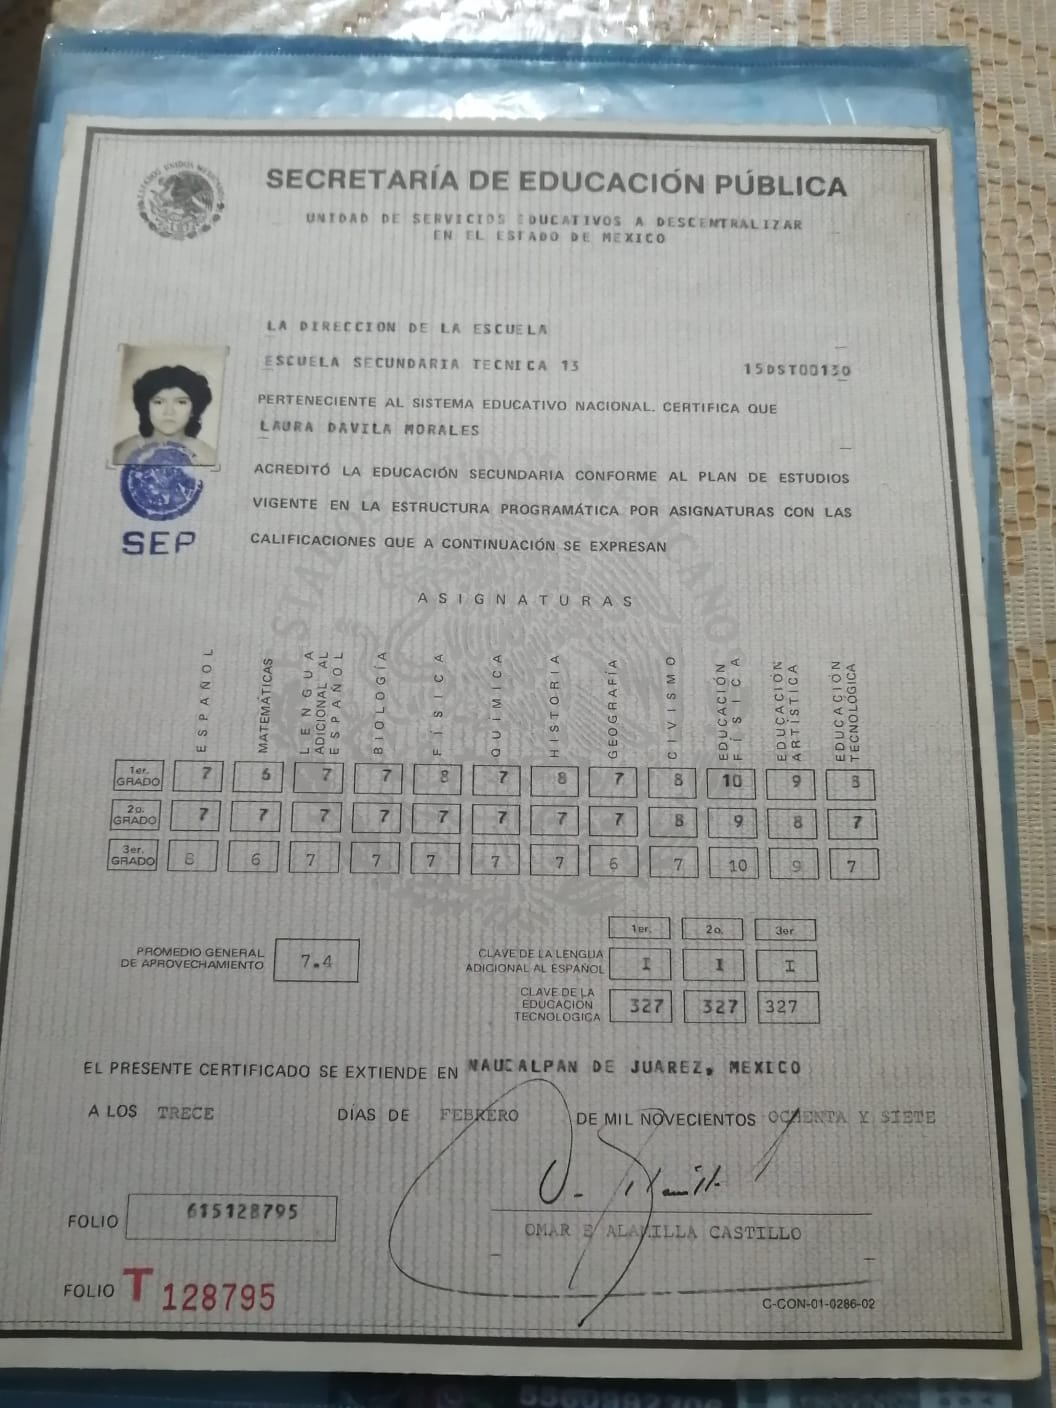 SECRETARÍA DE EDUCACIÓN PÚBLICA
UNIDAD DE SERVICIOS EDUCATIVOS A DESCENTRALIZAR
EN EL ESTADO DE MEXICO
LA DIRECCION DE LA ESCUELA
ESCUELA SECUNDARIA TECNICA 13 15DST0013O
PERTENECIENTE AL SISTEMA EDUCATIVO NACIONAL. CERTIFICA QUE
LAURA DAVILA MORALES
ACREDITÓ LA EDUCACIÓN SECUNDARIA CONFORME AL PLAN DE ESTUDIOS
VIGENTE EN LA ESTRUCTURA PROGRAMÁTICA POR ASIGNATURAS CON LAS
CALIFICACIONES QUE A CONTINUACIÓN SE EXPRESAN
SEP
ASIGNATURAS
ESPAÑOL MATEMÁTICAS LENGUA ADICIONAL AL ESPAÑOL BIOLOGÍA FÍSICA QUÍMICA HISTORIA GEOGRAFÍA CIVISMO EDUCACIÓN FÍSICA EDUCACIÓN ARTÍSTICA EDUCACIÓN TECNOLÓGICA
1er. GRADO 7 6 7 7 8 7 8 7 8 10 9 8
2o. GRADO 7 7 7 7 7 7 7 7 8 9 8 7
3er. GRADO 8 6 7 7 7 7 7 6 7 10 9 7
PROMEDIO GENERAL
DE APROVECHAMIENTO 7.4
1er. 2o. 3er
CLAVE DE LA LENGUA
ADICIONAL AL ESPAÑOL I I I
CLAVE DE LA
EDUCACION
TECNOLOGICA 327 327 327
EL PRESENTE CERTIFICADO SE EXTIENDE EN NAUCALPAN DE JUAREZ, MEXICO
A LOS TRECE DÍAS DE FEBRERO DE MIL NOVECIENTOS OCHENTA Y SIETE
FOLIO 615128795
OMAR E ALAMILLA CASTILLO
FOLIO T 128795
C-CON-01-0286-02